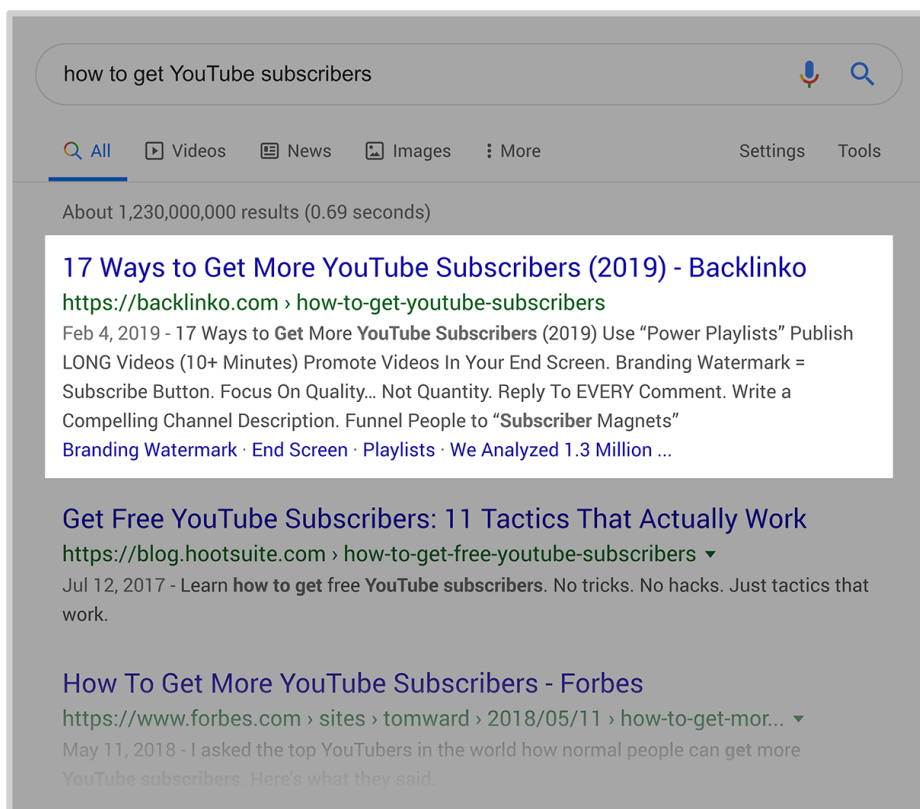 how to get YouTube subscribers
All Videos News Images More Settings Tools
About 1,230,000,000 results (0.69 seconds)
17 Ways to Get More YouTube Subscribers (2019) - Backlinko
https://backlinko.com › how-to-get-youtube-subscribers
Feb 4, 2019 - 17 Ways to Get More YouTube Subscribers (2019) Use “Power Playlists” Publish
LONG Videos (10+ Minutes) Promote Videos In Your End Screen. Branding Watermark =
Subscribe Button. Focus On Quality… Not Quantity. Reply To EVERY Comment. Write a
Compelling Channel Description. Funnel People to “Subscriber Magnets”
Branding Watermark · End Screen · Playlists · We Analyzed 1.3 Million ...
Get Free YouTube Subscribers: 11 Tactics That Actually Work
https://blog.hootsuite.com › how-to-get-free-youtube-subscribers
Jul 12, 2017 - Learn how to get free YouTube subscribers. No tricks. No hacks. Just tactics that
work.
How To Get More YouTube Subscribers - Forbes
https://www.forbes.com › sites › tomward › 2018/05/11 › how-to-get-mor...
May 11, 2018 - I asked the top YouTubers in the world how normal people can get more
YouTube subscribers. Here’s what they said.